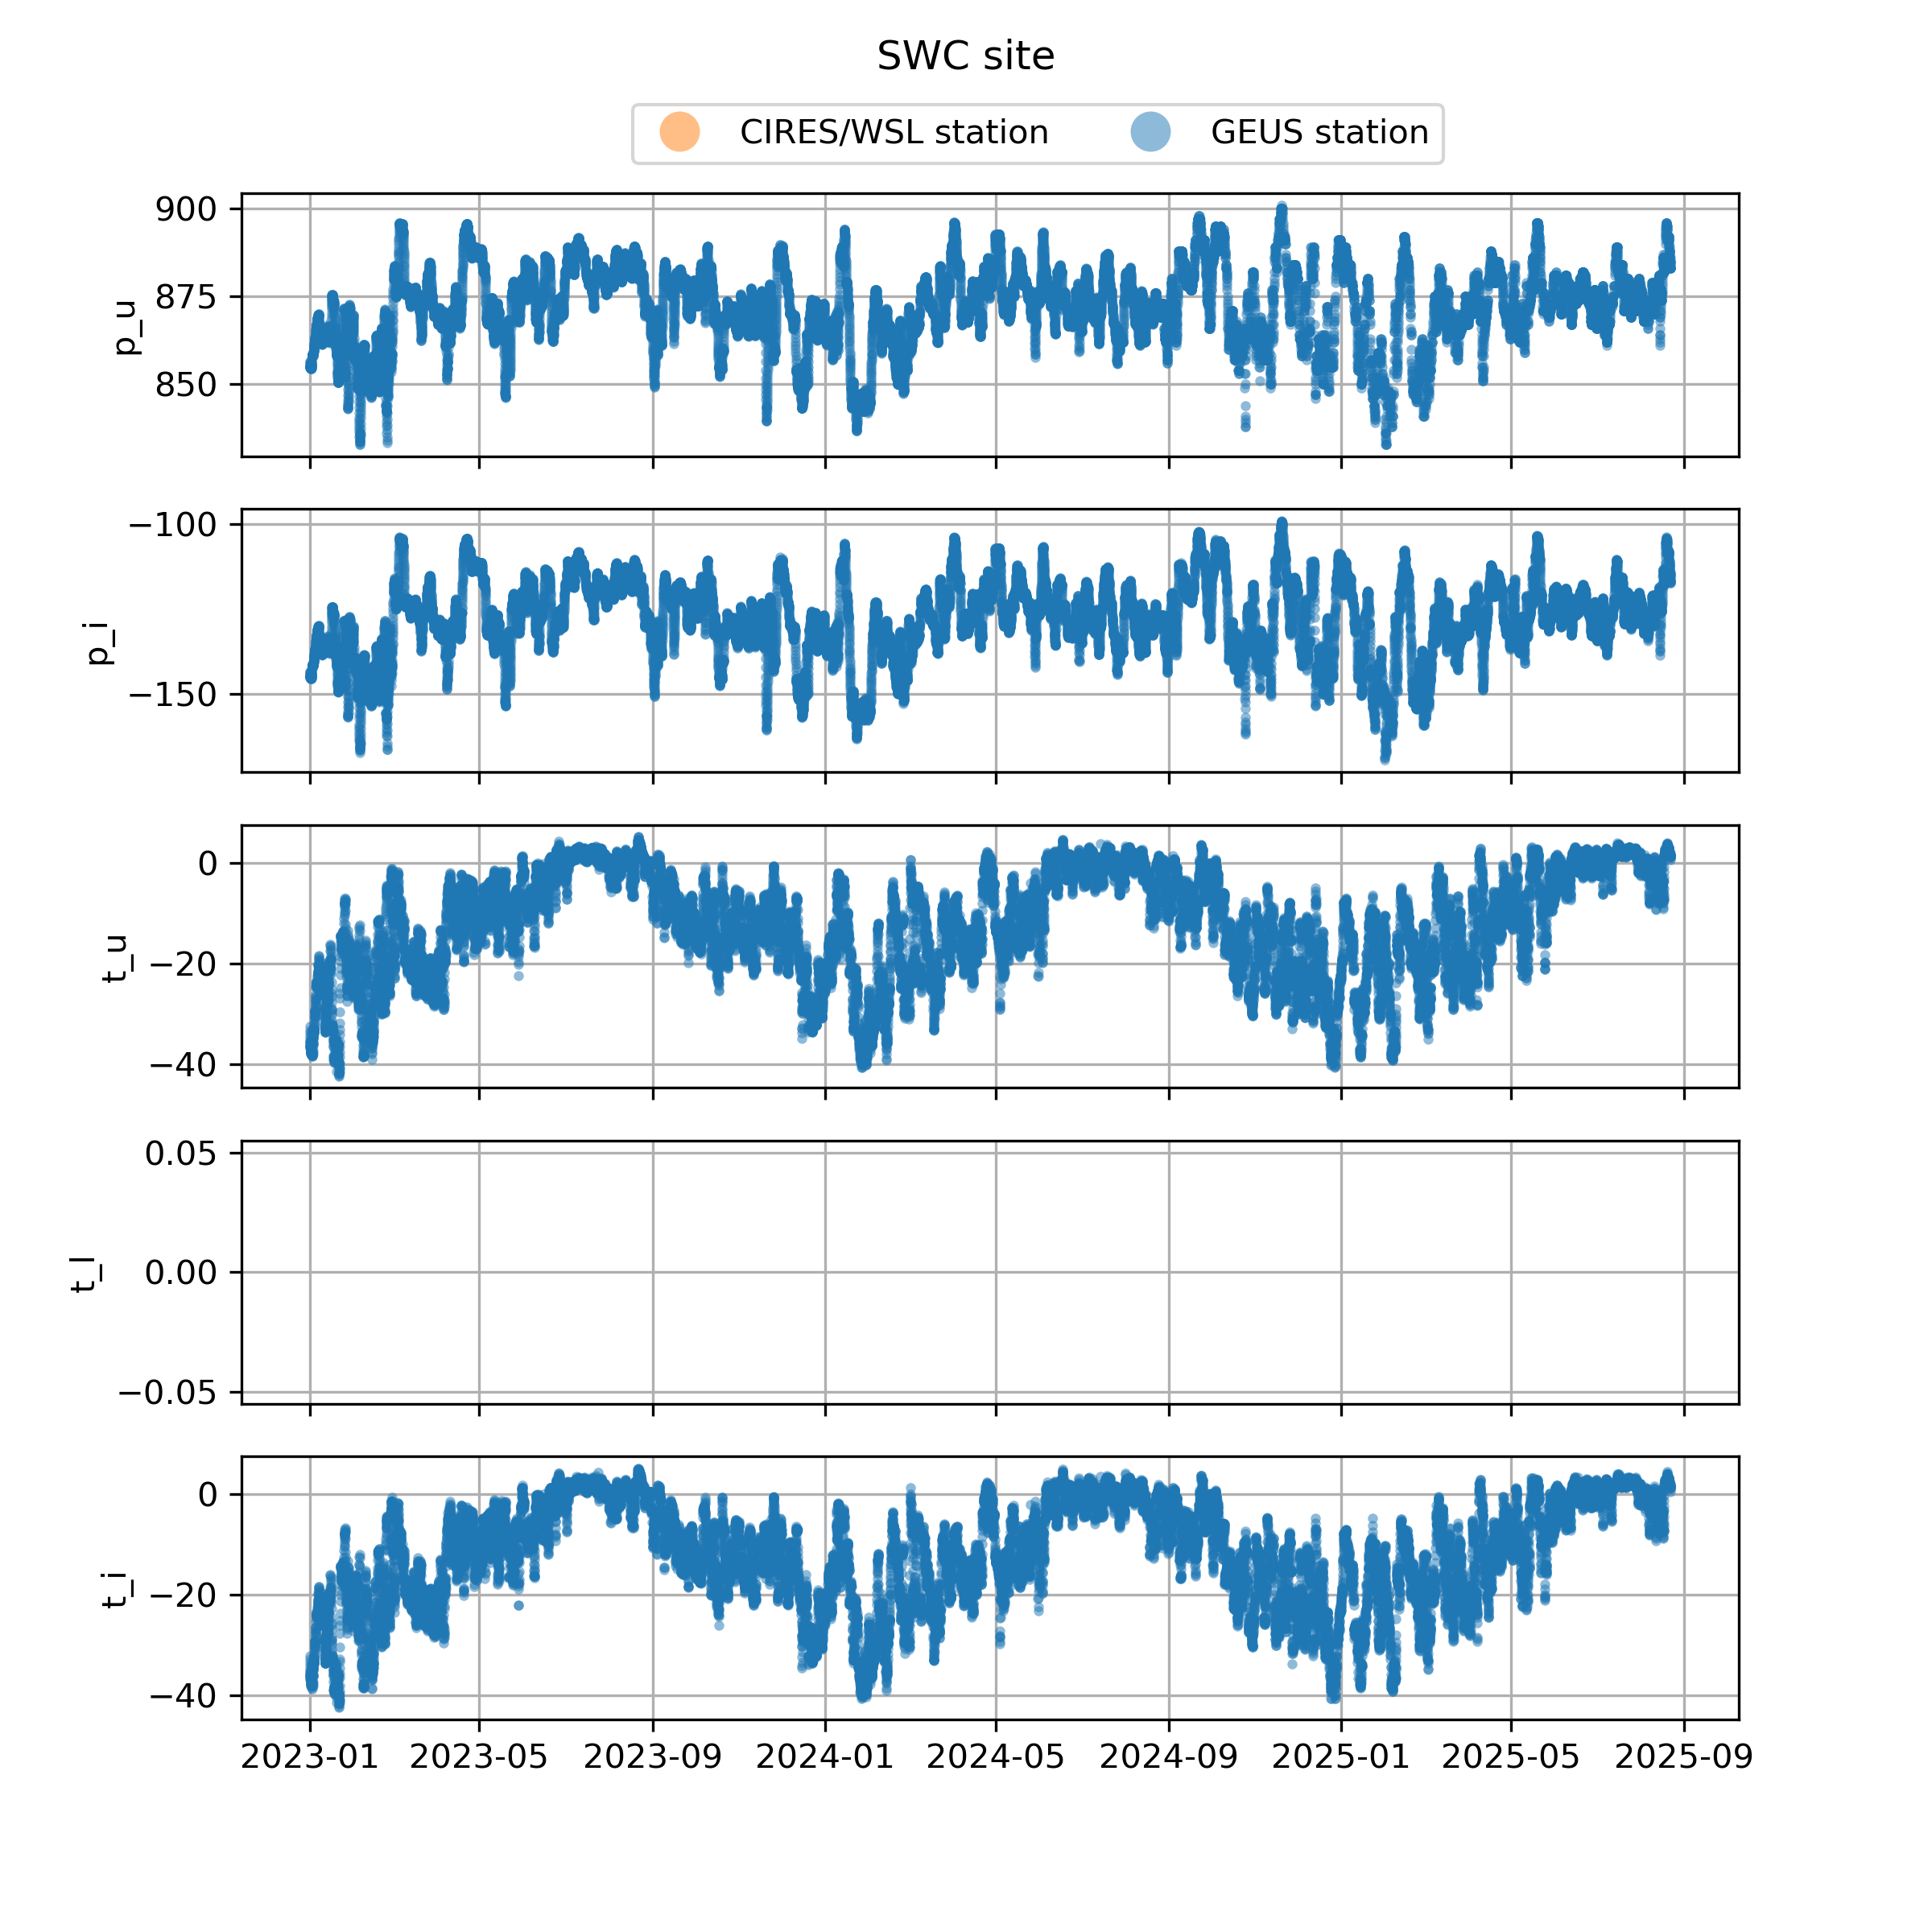 SWC site
CIRES/WSL station GEUS station
900
875
850
p_u
−100
−150
p_i
0
−20
−40
t_u
0.05
0.00
−0.05
t_l
0
−20
−40
t_i
2023-01 2023-05 2023-09 2024-01 2024-05 2024-09 2025-01 2025-05 2025-09